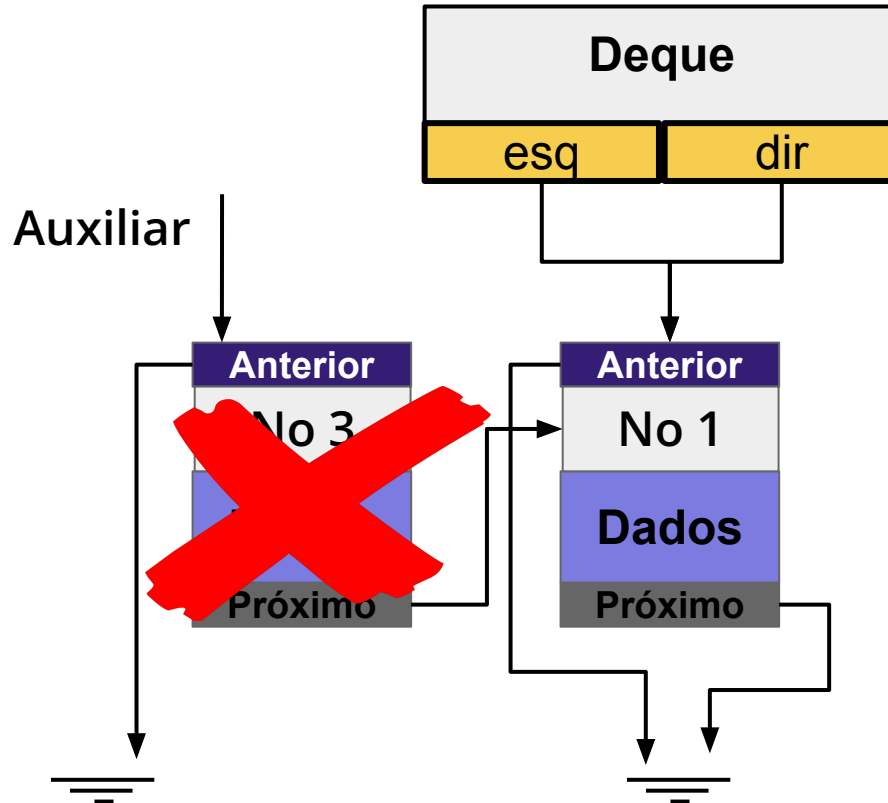 Deque
esq dir
Auxiliar
Anterior
No 3
Próximo
Anterior
No 1
Dados
Próximo